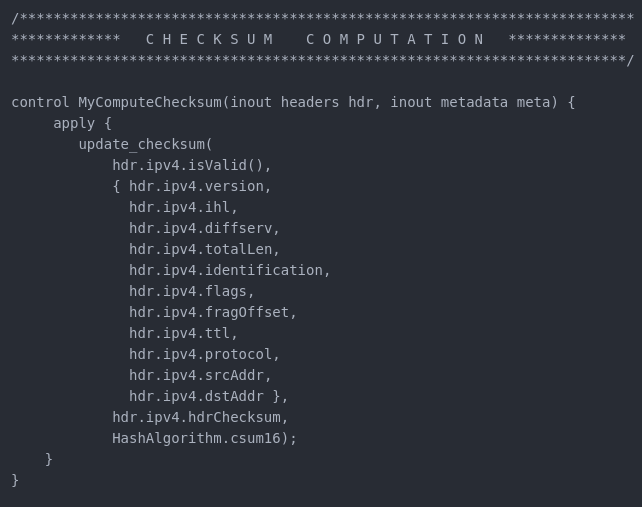 /*************************************************************************
*************   C H E C K S U M    C O M P U T A T I O N   **************
*************************************************************************/

control MyComputeChecksum(inout headers hdr, inout metadata meta) {
     apply {
        update_checksum(
            hdr.ipv4.isValid(),
            { hdr.ipv4.version,
              hdr.ipv4.ihl,
              hdr.ipv4.diffserv,
              hdr.ipv4.totalLen,
              hdr.ipv4.identification,
              hdr.ipv4.flags,
              hdr.ipv4.fragOffset,
              hdr.ipv4.ttl,
              hdr.ipv4.protocol,
              hdr.ipv4.srcAddr,
              hdr.ipv4.dstAddr },
            hdr.ipv4.hdrChecksum,
            HashAlgorithm.csum16);
    }
}